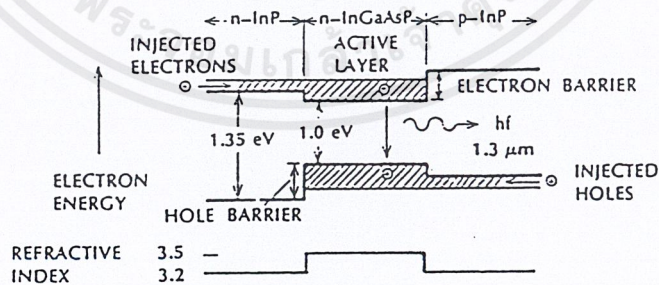 n-InP n-InGaAsP p-InP
INJECTED ELECTRONS
ACTIVE LAYER
ELECTRON BARRIER
1.35 eV 1.0 eV hf
1.3 μm
ELECTRON ENERGY
HOLE BARRIER
INJECTED HOLES
REFRACTIVE INDEX
3.5
3.2